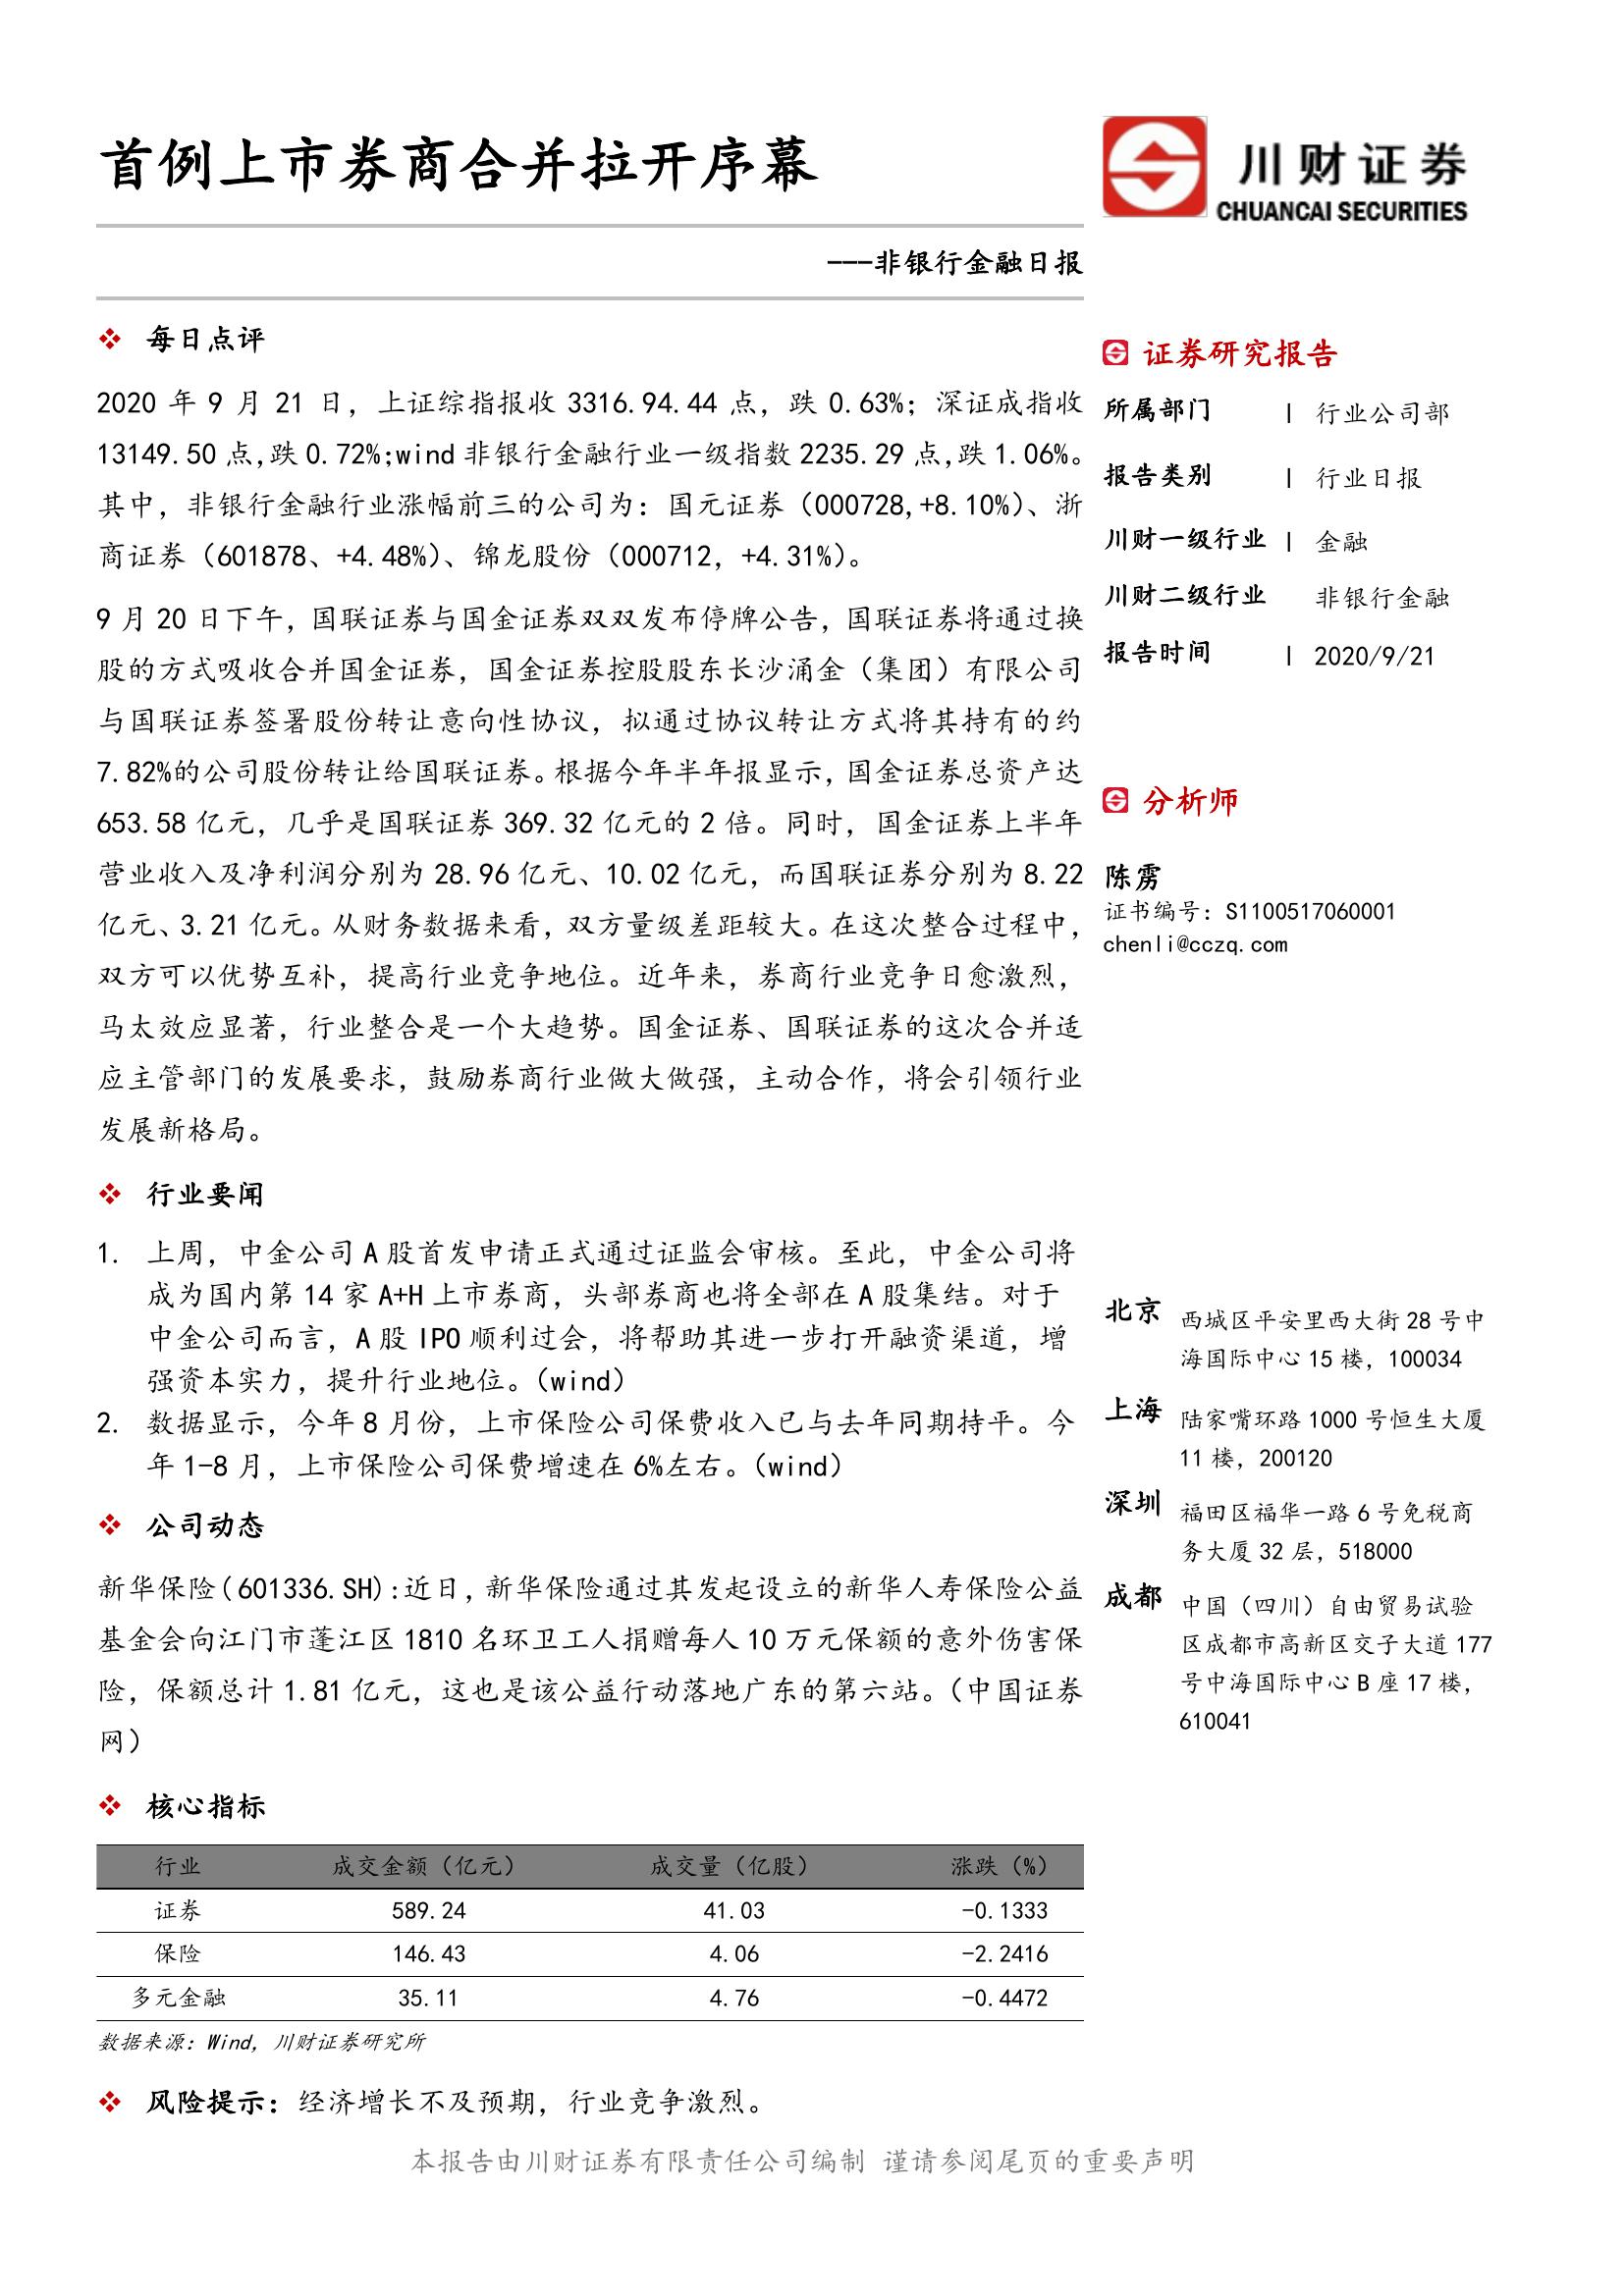 首例上市券商合并拉开序幕
---非银行金融日报
川财证券
CHUANCAI SECURITIES
每日点评
2020 年 9 月 21 日，上证综指报收 3316.94.44 点，跌 0.63%；深证成指收
13149.50 点,跌 0.72%;wind 非银行金融行业一级指数 2235.29 点,跌 1.06%。
其中，非银行金融行业涨幅前三的公司为：国元证券（000728,+8.10%）、浙
商证券（601878、+4.48%）、锦龙股份（000712，+4.31%）。
9 月 20 日下午，国联证券与国金证券双双发布停牌公告，国联证券将通过换
股的方式吸收合并国金证券，国金证券控股股东长沙涌金（集团）有限公司
与国联证券签署股份转让意向性协议，拟通过协议转让方式将其持有的约
7.82%的公司股份转让给国联证券。根据今年半年报显示，国金证券总资产达
653.58 亿元，几乎是国联证券 369.32 亿元的 2 倍。同时，国金证券上半年
营业收入及净利润分别为 28.96 亿元、10.02 亿元，而国联证券分别为 8.22
亿元、3.21 亿元。从财务数据来看，双方量级差距较大。在这次整合过程中，
双方可以优势互补，提高行业竞争地位。近年来，券商行业竞争日愈激烈，
马太效应显著，行业整合是一个大趋势。国金证券、国联证券的这次合并适
应主管部门的发展要求，鼓励券商行业做大做强，主动合作，将会引领行业
发展新格局。
行业要闻
1. 上周，中金公司 A 股首发申请正式通过证监会审核。至此，中金公司将
成为国内第 14 家 A+H 上市券商，头部券商也将全部在 A 股集结。对于
中金公司而言，A 股 IPO 顺利过会，将帮助其进一步打开融资渠道，增
强资本实力，提升行业地位。（wind）
2. 数据显示，今年 8 月份，上市保险公司保费收入已与去年同期持平。今
年 1-8 月，上市保险公司保费增速在 6%左右。（wind）
公司动态
新华保险(601336.SH):近日，新华保险通过其发起设立的新华人寿保险公益
基金会向江门市蓬江区 1810 名环卫工人捐赠每人 10 万元保额的意外伤害保
险，保额总计 1.81 亿元，这也是该公益行动落地广东的第六站。（中国证券
网）
核心指标
行业 成交金额（亿元） 成交量（亿股） 涨跌（%）
证券 589.24 41.03 -0.1333
保险 146.43 4.06 -2.2416
多元金融 35.11 4.76 -0.4472
数据来源：Wind，川财证券研究所
风险提示：经济增长不及预期，行业竞争激烈。
证券研究报告
所属部门 | 行业公司部
报告类别 | 行业日报
川财一级行业 | 金融
川财二级行业 非银行金融
报告时间 | 2020/9/21
分析师
陈雳
证书编号：S1100517060001
chenli@cczq.com
北京 西城区平安里西大街 28 号中
海国际中心 15 楼，100034
上海 陆家嘴环路 1000 号恒生大厦
11 楼，200120
深圳 福田区福华一路 6 号免税商
务大厦 32 层，518000
成都 中国（四川）自由贸易试验
区成都市高新区交子大道 177
号中海国际中心 B 座 17 楼，
610041
本报告由川财证券有限责任公司编制 谨请参阅尾页的重要声明